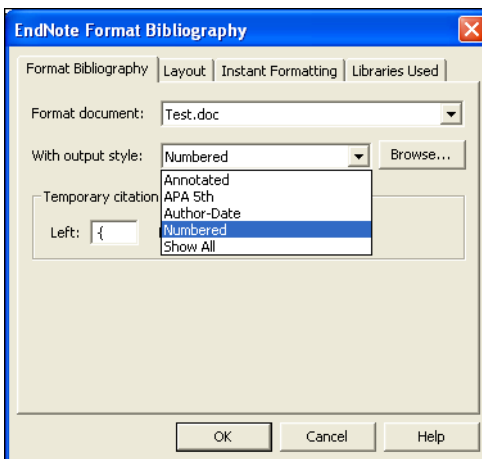 EndNote Format Bibliography
Format Bibliography Layout Instant Formatting Libraries Used
Format document: Test.doc
With output style: Numbered Browse...
Annotated
Temporary citation APA 5th
Author-Date
Left: { Numbered
Show All
OK Cancel Help